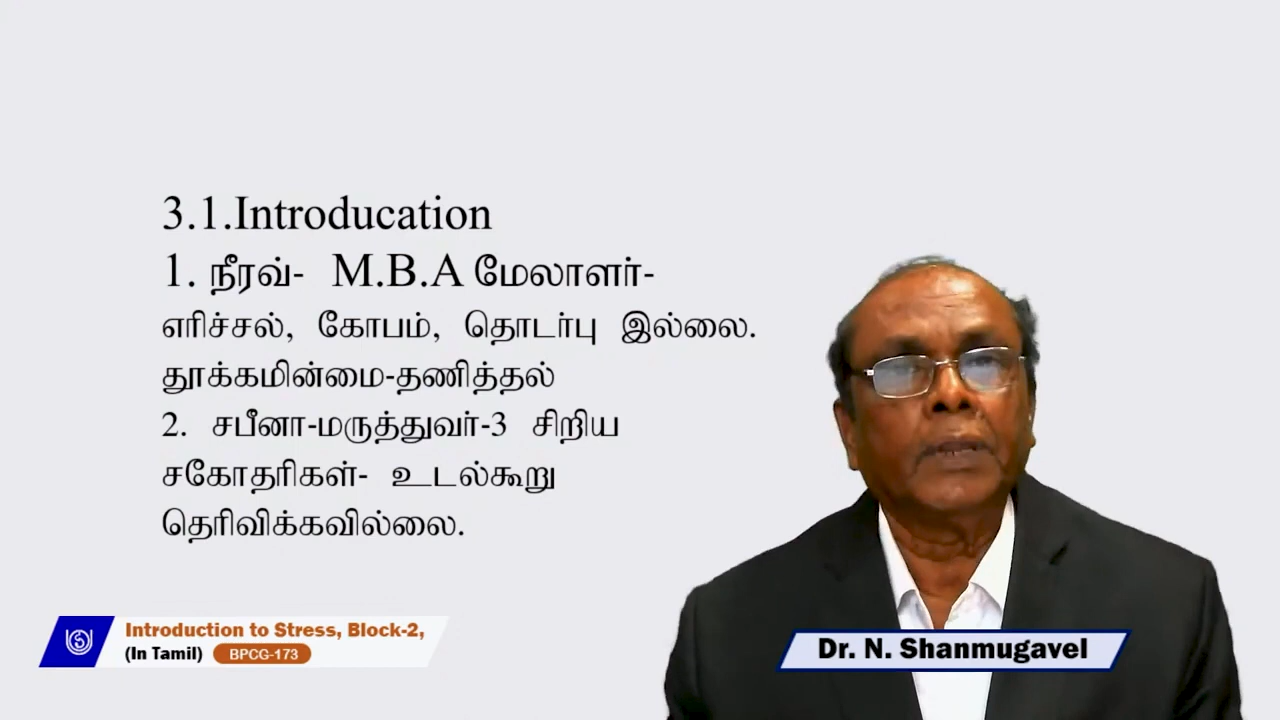 3.1.Introducation
1. நீரவ்- M.B.A மேலாளர்-
எரிச்சல், கோபம், தொடர்பு இல்லை.
தூக்கமின்மை-தணித்தல்
2. சபீனா-மருத்துவர்-3 சிறிய
சகோதரிகள்- உடல்கூறு
தெரிவிக்கவில்லை.
Introduction to Stress, Block-2,
(In Tamil) BPCG-173
Dr. N. Shanmugavel